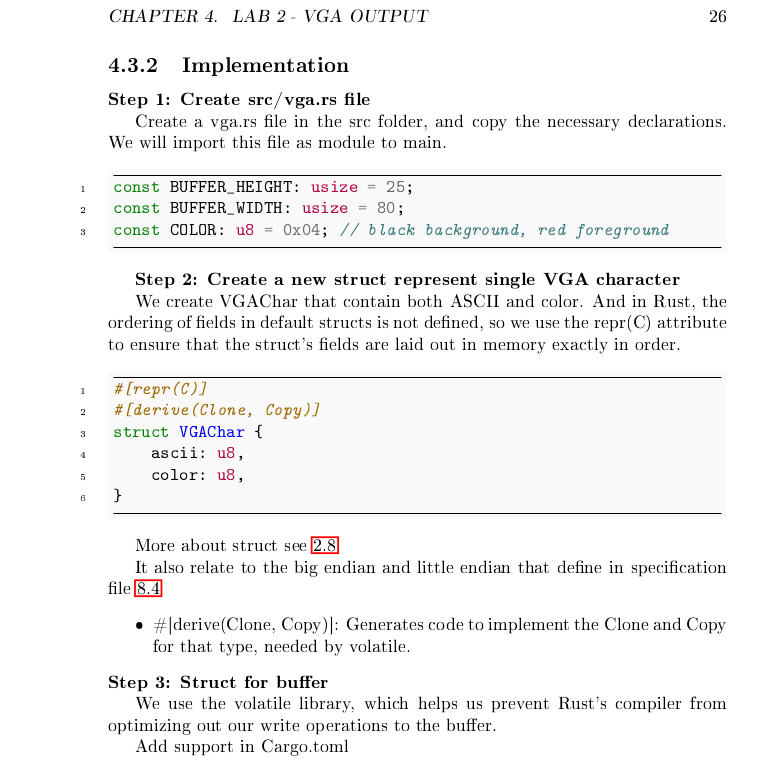 CHAPTER 4. LAB 2 - VGA OUTPUT 26
4.3.2 Implementation
Step 1: Create src/vga.rs file
Create a vga.rs file in the src folder, and copy the necessary declarations.
We will import this file as module to main.
1 const BUFFER_HEIGHT: usize = 25;
2 const BUFFER_WIDTH: usize = 80;
3 const COLOR: u8 = 0x04; // black background, red foreground
Step 2: Create a new struct represent single VGA character
We create VGAChar that contain both ASCII and color. And in Rust, the
ordering of fields in default structs is not defined, so we use the repr(C) attribute
to ensure that the struct's fields are laid out in memory exactly in order.
1 #[repr(C)]
2 #[derive(Clone, Copy)]
3 struct VGAChar {
4 ascii: u8,
5 color: u8,
6 }
More about struct see 2.8
It also relate to the big endian and little endian that define in specification
file 8.4
• #[derive(Clone, Copy)]: Generates code to implement the Clone and Copy
for that type, needed by volatile.
Step 3: Struct for buffer
We use the volatile library, which helps us prevent Rust's compiler from
optimizing out our write operations to the buffer.
Add support in Cargo.toml